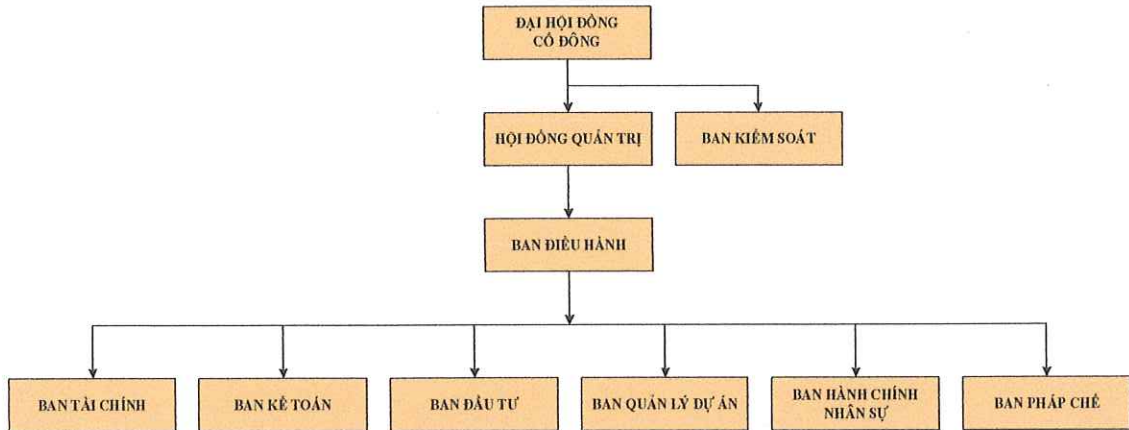 ĐẠI HỘI ĐỒNG
CỔ ĐÔNG
HỘI ĐỒNG QUẢN TRỊ
BAN KIỂM SOÁT
BAN ĐIỀU HÀNH
BAN TÀI CHÍNH
BAN KẾ TOÁN
BAN ĐẦU TƯ
BAN QUẢN LÝ DỰ ÁN
BAN HÀNH CHÍNH
NHÂN SỰ
BAN PHÁP CHẾ